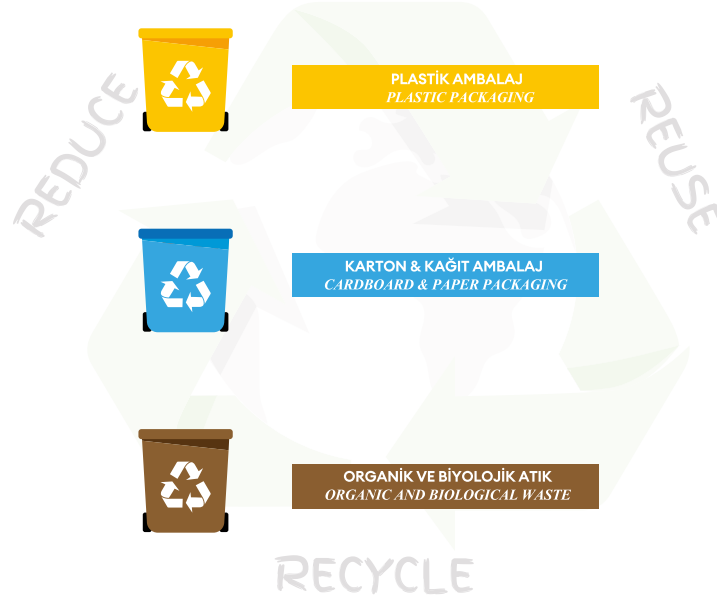 REDUCE
REUSE
PLASTİK AMBALAJ
PLASTIC PACKAGING
KARTON & KAĞIT AMBALAJ
CARDBOARD & PAPER PACKAGING
ORGANİK VE BİYOLOJİK ATIK
ORGANIC AND BIOLOGICAL WASTE
RECYCLE